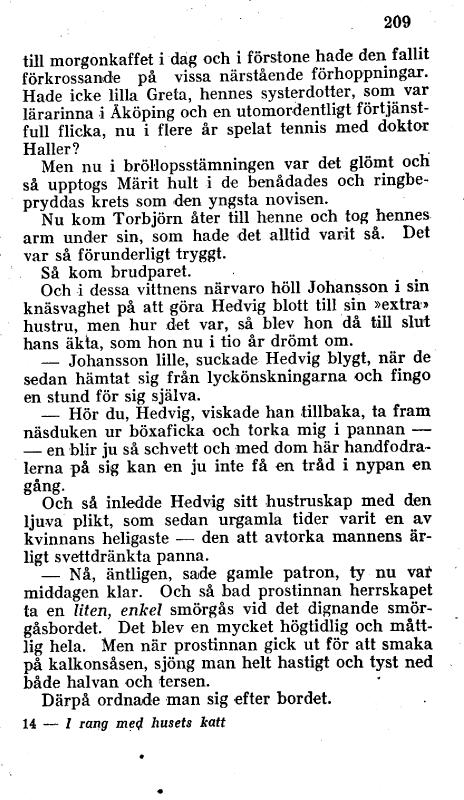 209
till morgonkaffet i dag och i förstone hade den fallit
förkrossande på vissa närstående förhoppningar.
Hade icke lilla Greta, hennes systerdotter, som var
lärarinna i Åköping och en utomordentligt förtjänst-
full flicka, nu i flere år spelat tennis med doktor
Haller?
Men nu i bröllopsstämningen var det glömt och
så upptogs Märit hult i de benådades och ringbe-
pryddas krets som den yngsta novisen.
Nu kom Torbjörn åter till henne och tog hennes
arm under sin, som hade det alltid varit så. Det
var så förunderligt tryggt.
Så kom brudparet.
Och i dessa vittnens närvaro höll Johansson i sin
knäsvaghet på att göra Hedvig blott till sin »extra»
hustru, men hur det var, så blev hon då till slut
hans äkta, som hon nu i tio år drömt om.
— Johansson lille, suckade Hedvig blygt, när de
sedan hämtat sig från lyckönskningarna och fingo
en stund för sig själva.
— Hör du, Hedvig, viskade han tillbaka, ta fram
näsduken ur böxaficka och torka mig i pannan —
— en blir ju så schvett och med dom här handfodra-
lerna på sig kan en ju inte få en tråd i nypan en
gång.
Och så inledde Hedvig sitt hustruskap med den
ljuva plikt, som sedan urgamla tider varit en av
kvinnans heligaste — den att avtorka mannens är-
ligt svettdränkta panna.
— Nå, äntligen, sade gamle patron, ty nu var
middagen klar. Och så bad prostinnan herrskapet
ta en liten, enkel smörgås vid det dignande smör-
gåsbordet. Det blev en mycket högtidlig och mått-
lig hela. Men när prostinnan gick ut för att smaka
på kalkonsåsen, sjöng man helt hastigt och tyst ned
både halvan och tersen.
Därpå ordnade man sig efter bordet.
14 — I rang med husets katt